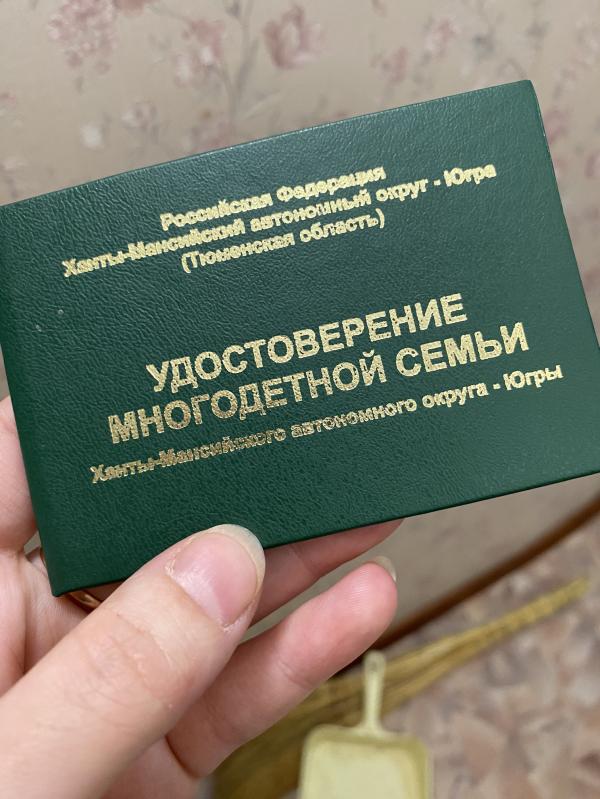 Российская Федерация
Ханты-Мансийский автономный округ - Югра
(Тюменская область)
УДОСТОВЕРЕНИЕ
МНОГОДЕТНОЙ СЕМЬИ
Ханты-Мансийского автономного округа - Югры